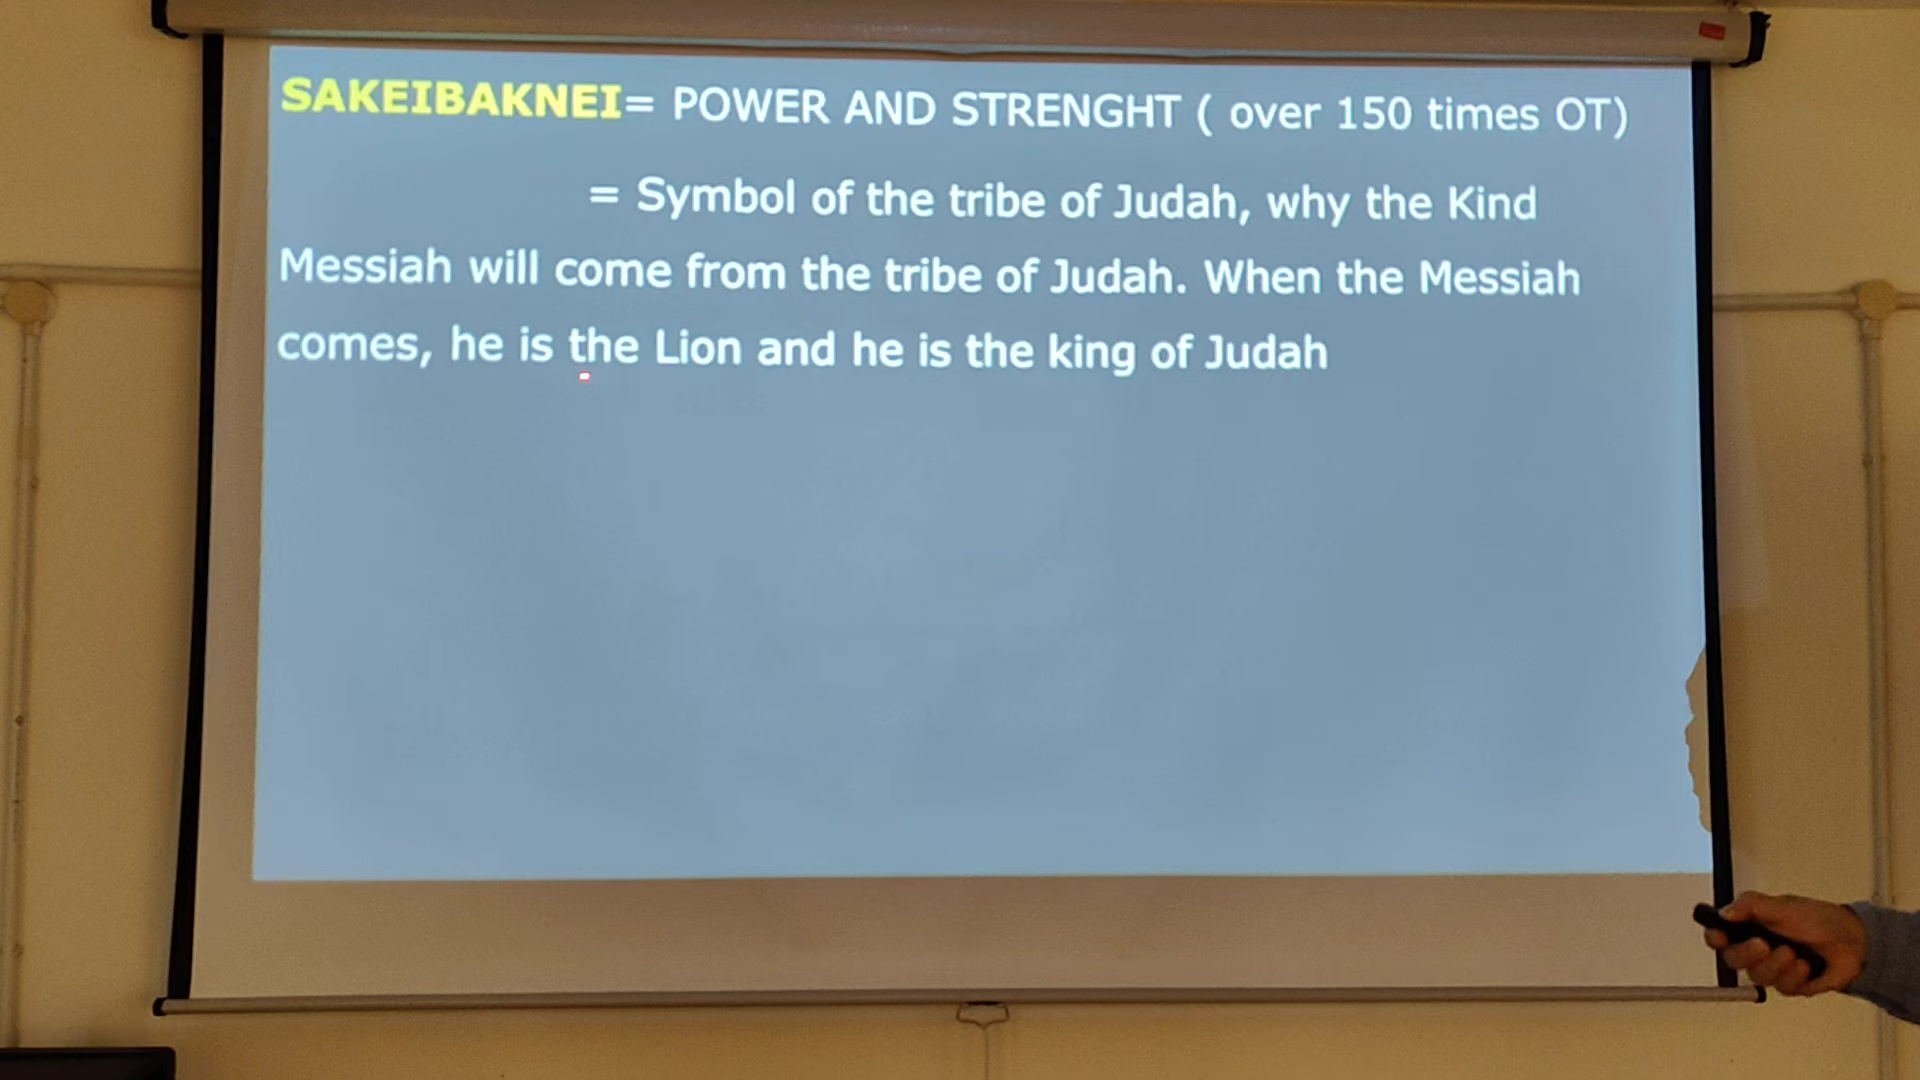 SAKEIBAKNEI= POWER AND STRENGHT ( over 150 times OT)
= Symbol of the tribe of Judah, why the Kind
Messiah will come from the tribe of Judah. When the Messiah
comes, he is the Lion and he is the king of Judah